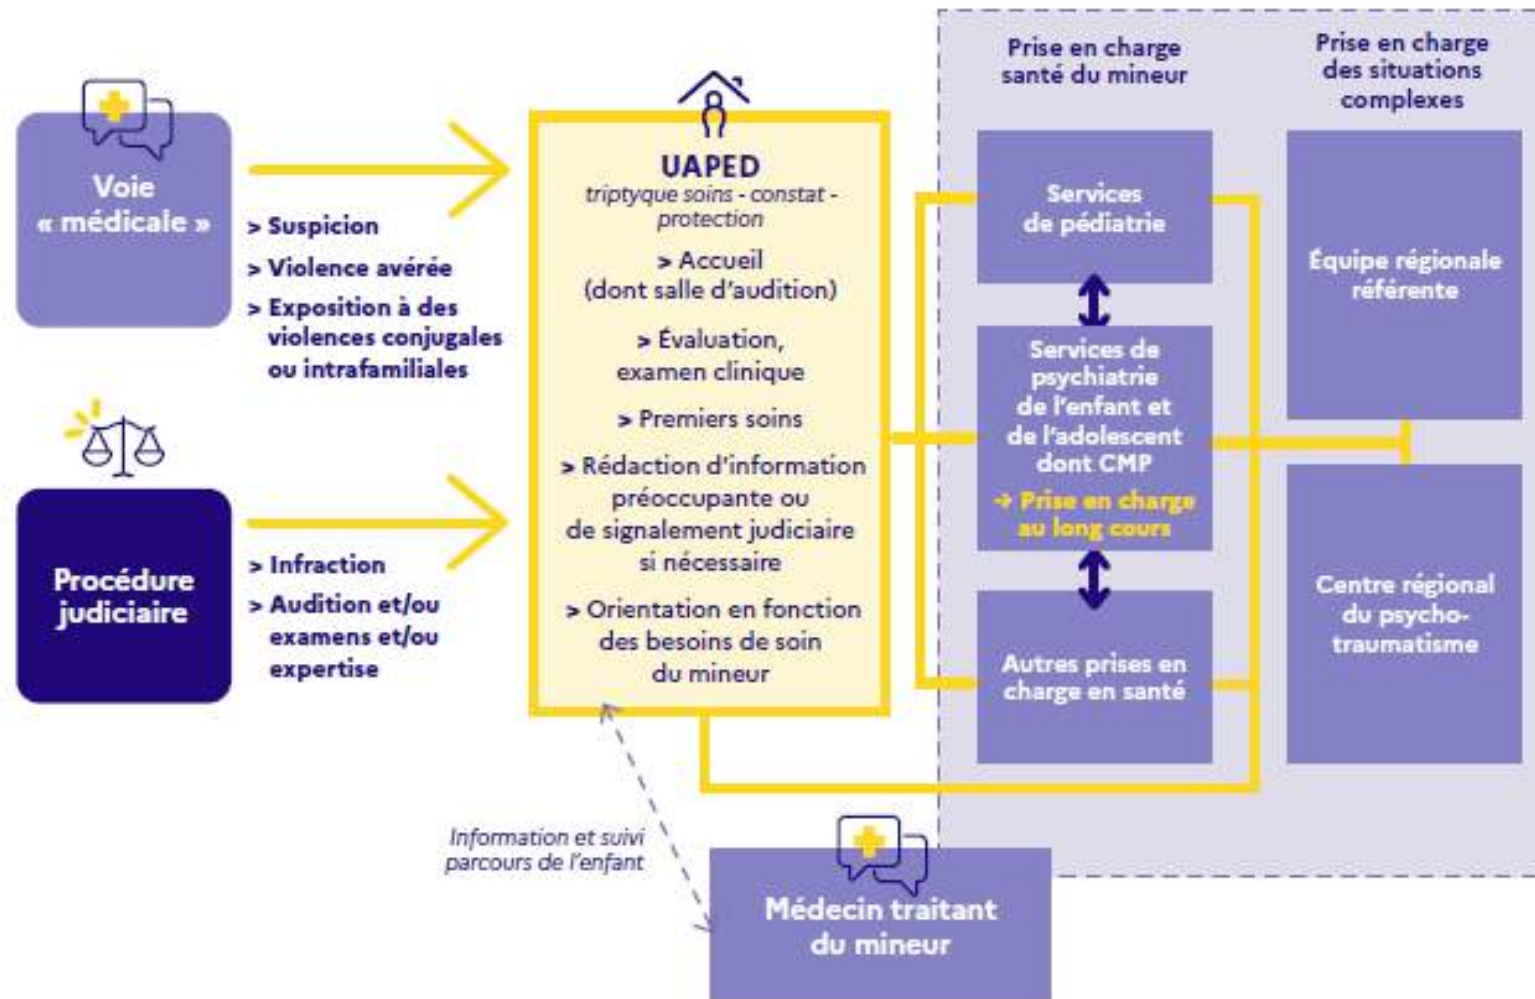 Voie
« médicale »
> Suspicion
> Violence avérée
> Exposition à des
violences conjugales
ou intrafamiliales
Procédure
judiciaire
> Infraction
> Audition et/ou
examens et/ou
expertise
UAPED
triptyque soins - constat -
protection
> Accueil
(dont salle d'audition)
> Évaluation,
examen clinique
> Premiers soins
> Rédaction d'information
préoccupante ou
de signalement judiciaire
si nécessaire
> Orientation en fonction
des besoins de soin
du mineur
Prise en charge
santé du mineur
Services
de pédiatrie
Services de
psychiatrie
de l'enfant et
de l'adolescent
dont CMP
→ Prise en charge
au long cours
Autres prises en
charge en santé
Prise en charge
des situations
complexes
Équipe régionale
référente
Centre régional
du psycho-
traumatisme
Information et suivi
parcours de l'enfant
Médecin traitant
du mineur